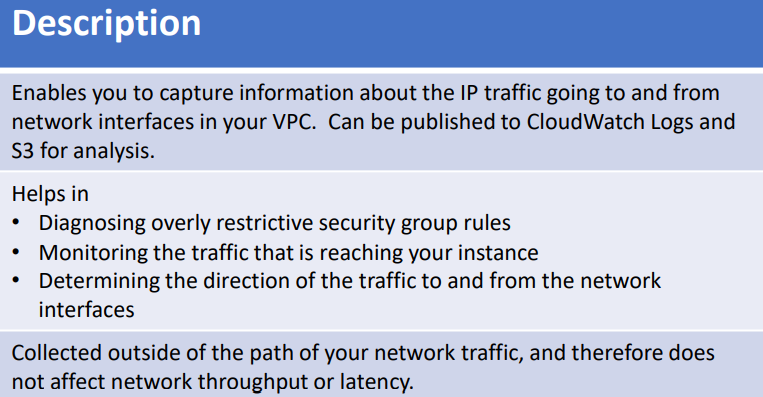 Description
Enables you to capture information about the IP traffic going to and from
network interfaces in your VPC.  Can be published to CloudWatch Logs and
S3 for analysis.
Helps in
• Diagnosing overly restrictive security group rules
• Monitoring the traffic that is reaching your instance
• Determining the direction of the traffic to and from the network
interfaces
Collected outside of the path of your network traffic, and therefore does
not affect network throughput or latency.